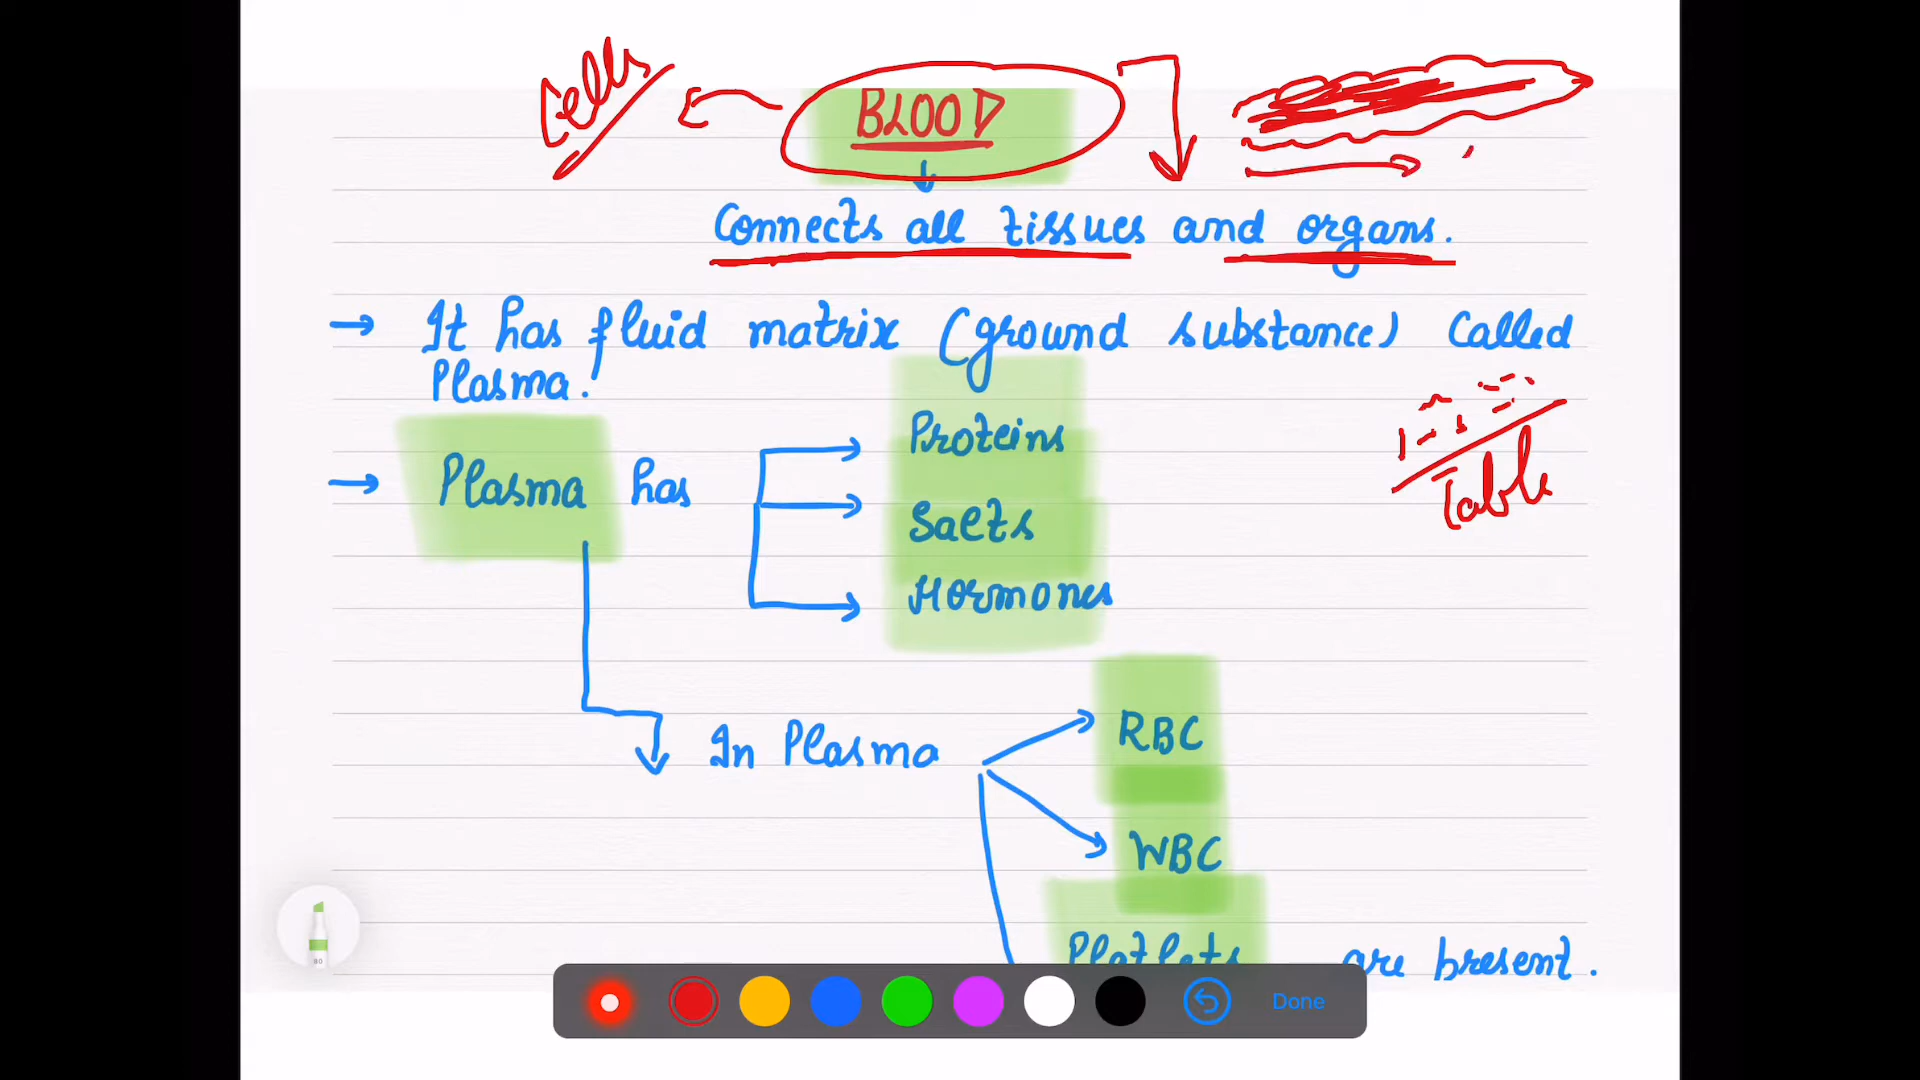 Cells
BLOOD
Connects all tissues and organs.
→ It has fluid matrix (ground substance) called
Plasma.
→ Plasma has
Proteins
Salts
Hormones
Table
In Plasma
RBC
WBC
Platlets are present.
Done